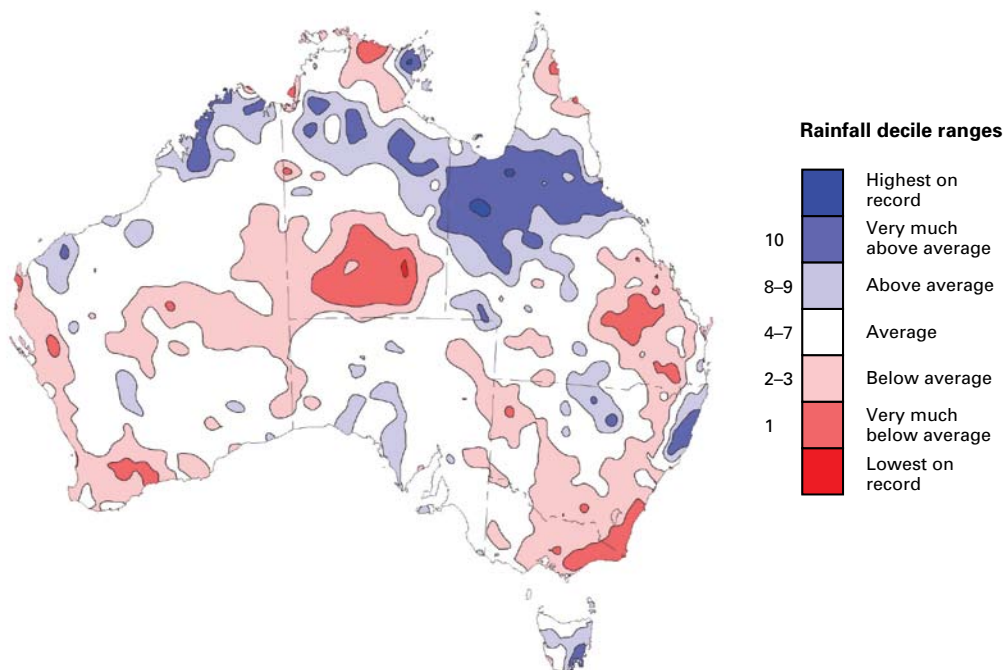 Rainfall decile ranges
Highest on
record
10
Very much
above average
8–9
Above average
4–7
Average
2–3
Below average
1
Very much
below average
Lowest on
record